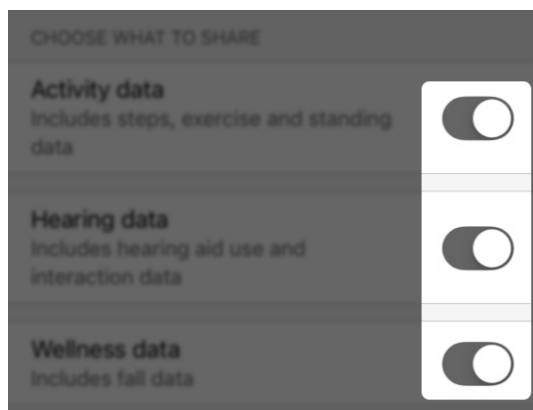 CHOOSE WHAT TO SHARE
Activity data
Includes steps, exercise and standing
data
Hearing data
Includes hearing aid use and
interaction data
Wellness data
Includes fall data